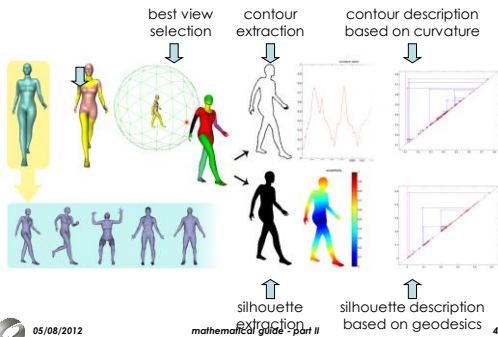 best view
selection
contour
extraction
contour description
based on curvature
eccentricity
silhouette
extraction
silhouette description
based on geodesics
05/08/2012
mathematical guide - part II
4